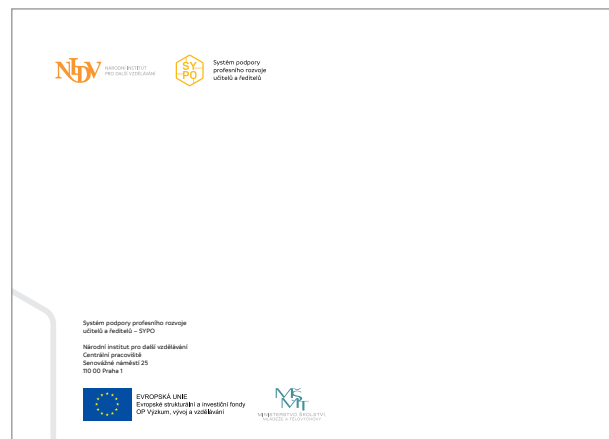 NIDV
NÁRODNÍ INSTITUT
PRO DALŠÍ VZDĚLÁVÁNÍ
SY
PO
Systém podpory
profesního rozvoje
učitelů a ředitelů
Systém podpory profesního rozvoje
učitelů a ředitelů – SYPO
Národní institut pro další vzdělávání
Centrální pracoviště
Senovážné náměstí 25
110 00 Praha 1
EVROPSKÁ UNIE
Evropské strukturální a investiční fondy
OP Výzkum, vývoj a vzdělávání
MŠMT
MINISTERSTVO ŠKOLSTVÍ,
MLÁDEŽE A TĚLOVÝCHOVY